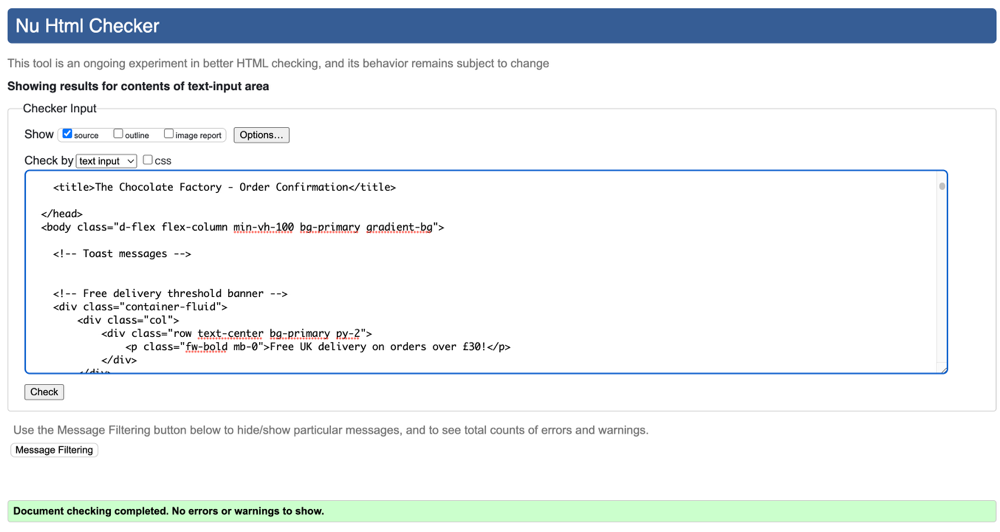 Nu Html Checker
This tool is an ongoing experiment in better HTML checking, and its behavior remains subject to change
Showing results for contents of text-input area
Checker Input
Show source outline image report Options...
Check by text input css
<title>The Chocolate Factory - Order Confirmation</title>
</head>
<body class="d-flex flex-column min-vh-100 bg-primary gradient-bg">
<!-- Toast messages -->
<!-- Free delivery threshold banner -->
<div class="container-fluid">
<div class="col">
<div class="row text-center bg-primary py-2">
<p class="fw-bold mb-0">Free UK delivery on orders over £30!</p>
</div>
</div>
Check
Use the Message Filtering button below to hide/show particular messages, and to see total counts of errors and warnings.
Message Filtering
Document checking completed. No errors or warnings to show.